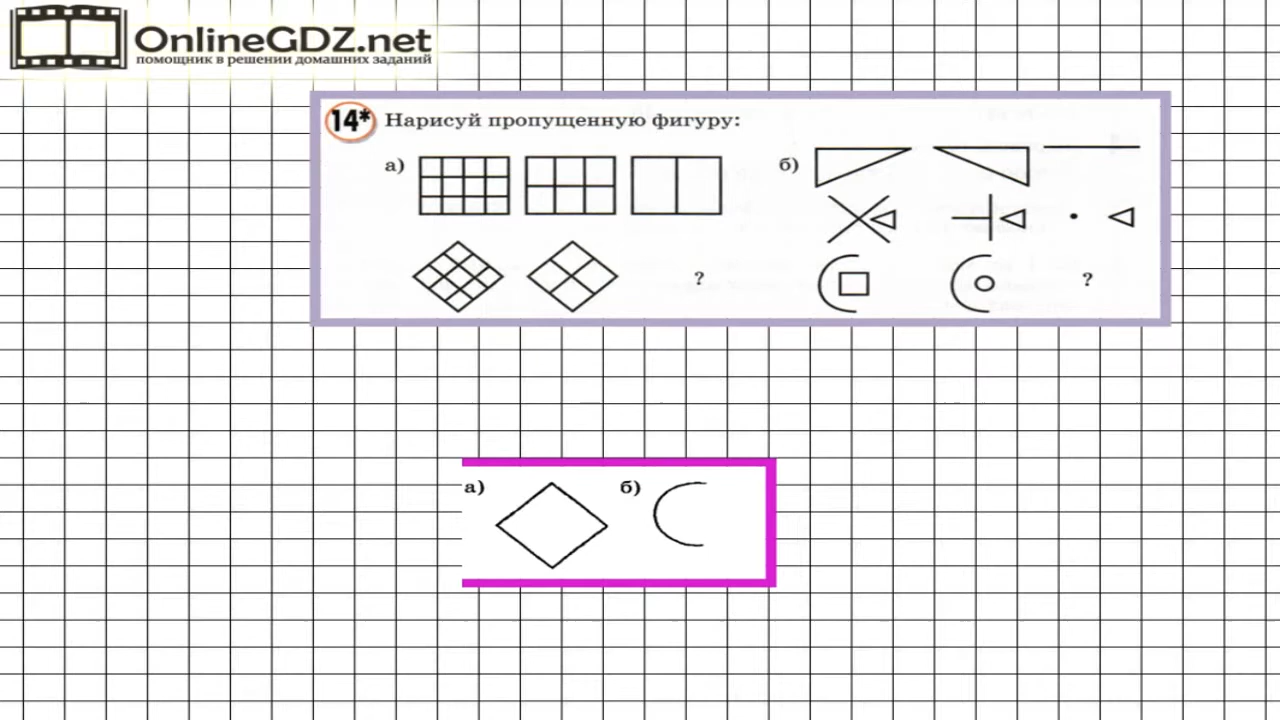 OnlineGDZ.net
помощник в решении домашних заданий
14* Нарисуй пропущенную фигуру:
а) б)
? ?
а) б)